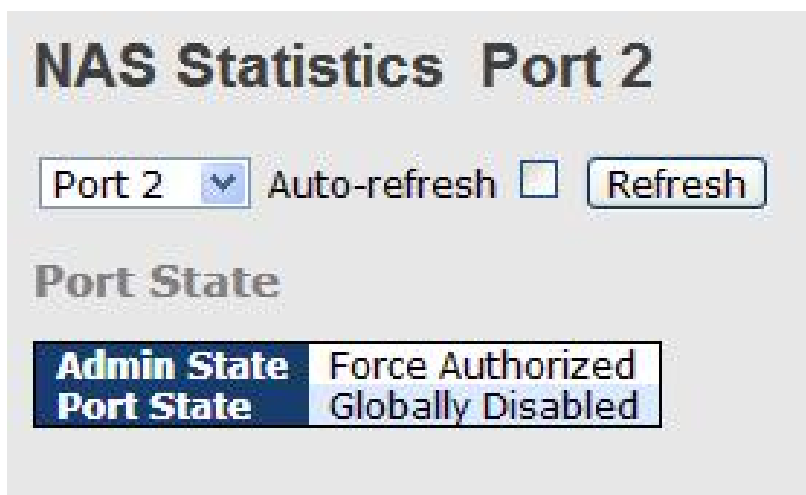 NAS Statistics Port 2
Port 2 Auto-refresh Refresh
Port State
Admin State Force Authorized
Port State Globally Disabled